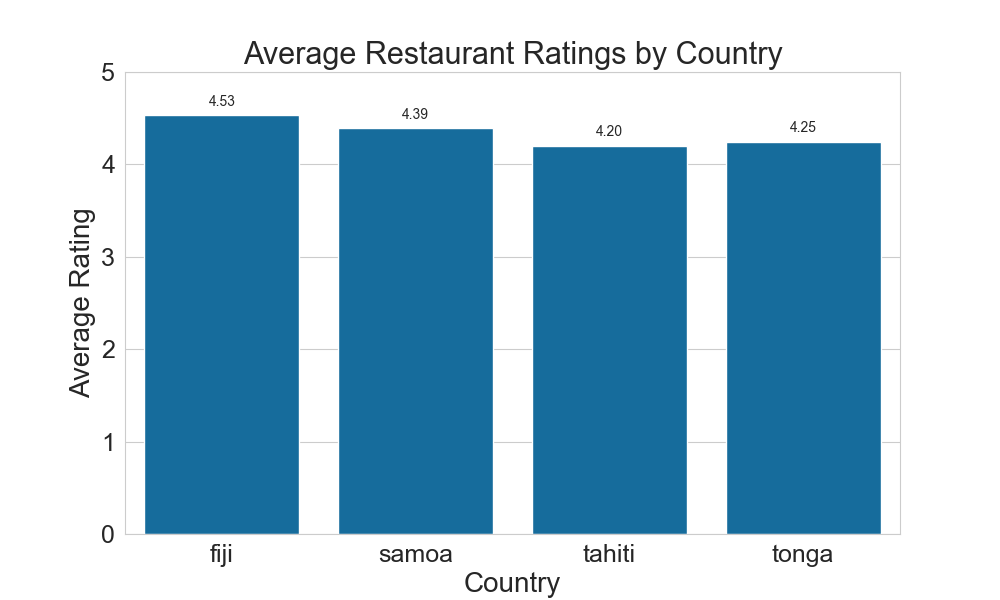 Average Restaurant Ratings by Country
5
4
3
2
1
0
Average Rating
4.53
4.39
4.20
4.25
fiji
samoa
tahiti
tonga
Country